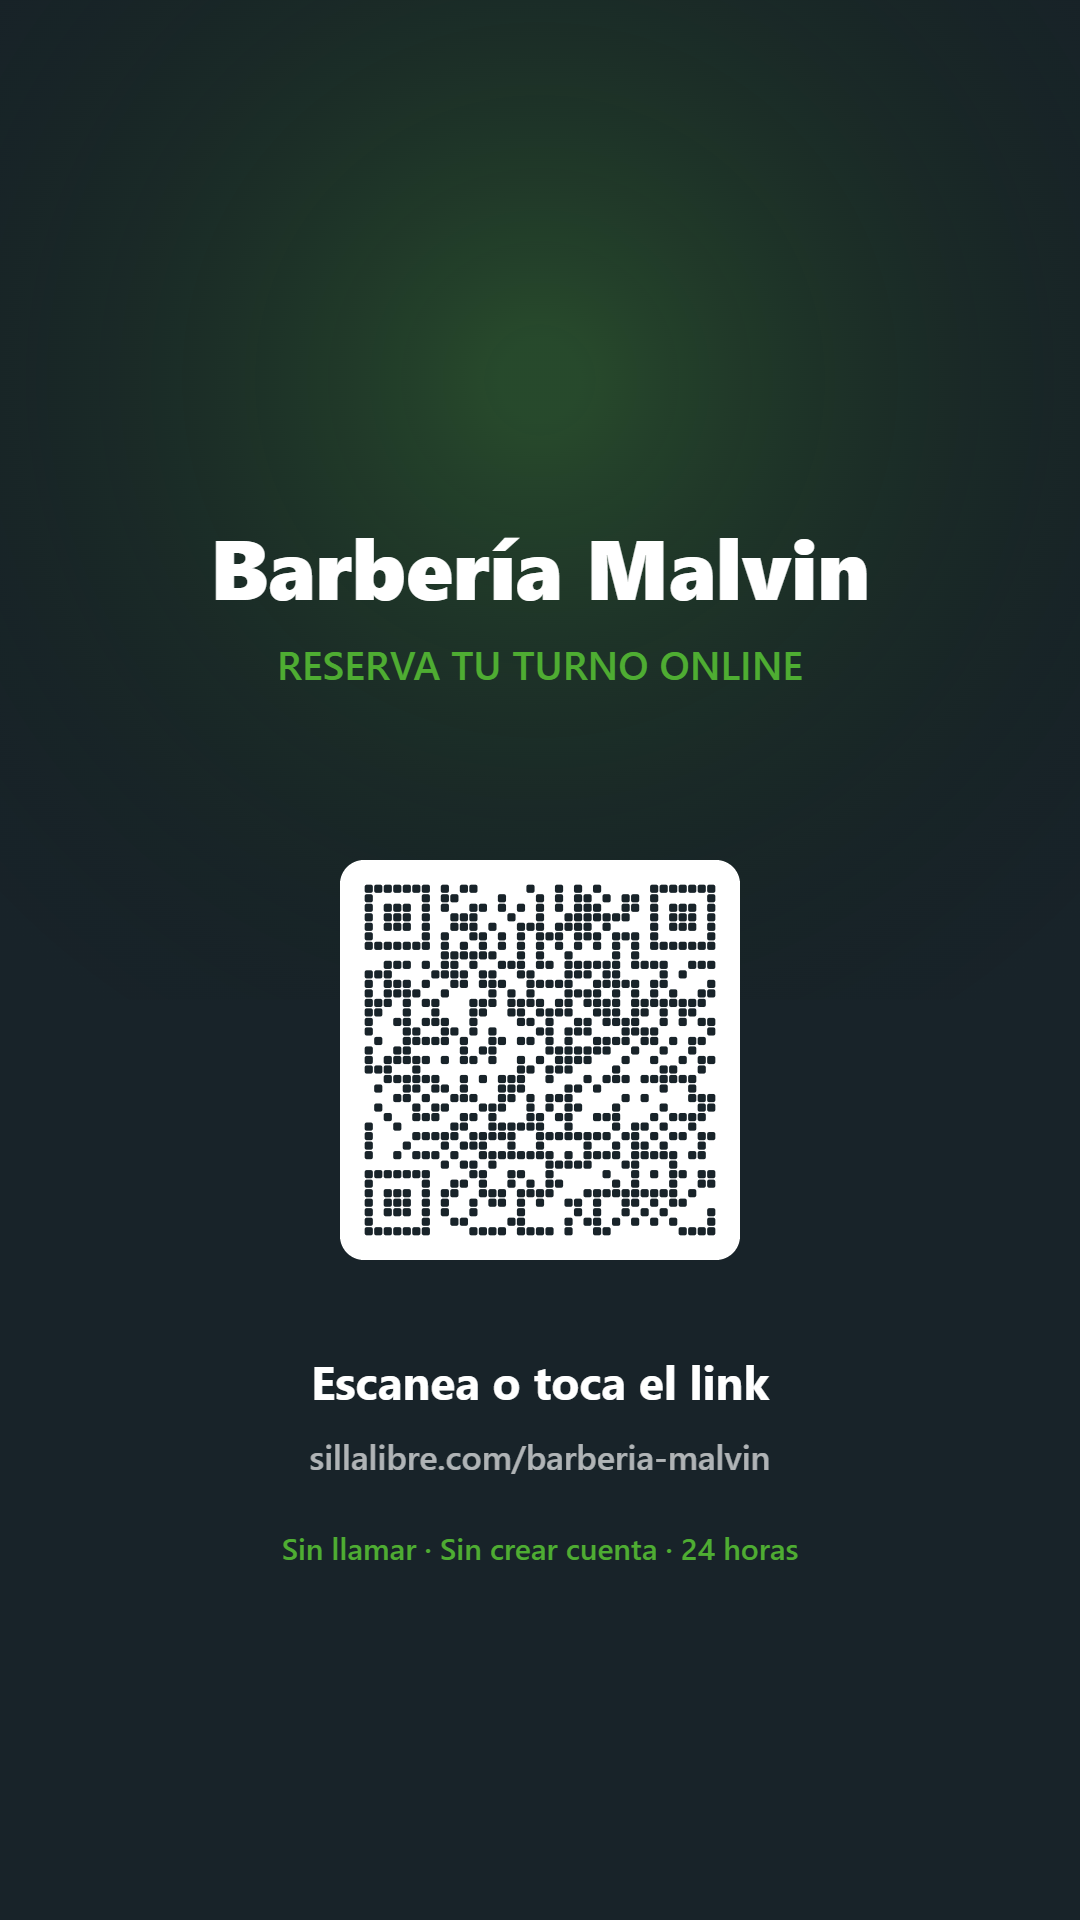 Barbería Malvin
RESERVA TU TURNO ONLINE
Escanea o toca el link
sillalibre.com/barberia-malvin
Sin llamar · Sin crear cuenta · 24 horas